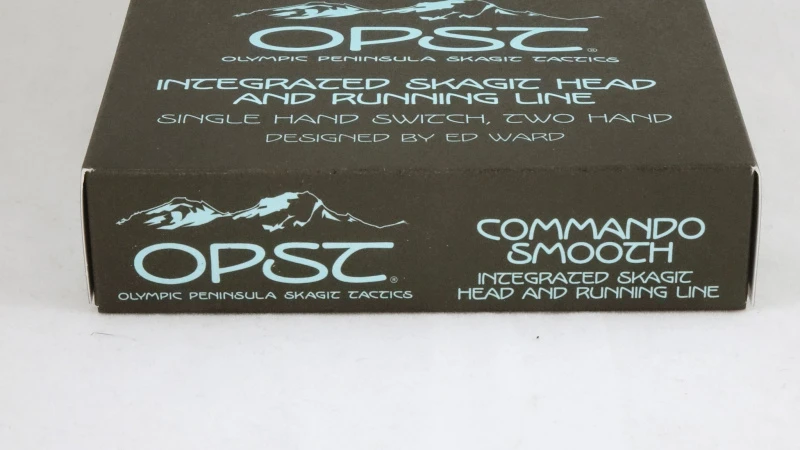 OPST®
OLYMPIC PENINSULA SKAGIT TACTICS
INTEGRATED SKAGIT HEAD
AND RUNNING LINE
SINGLE HAND SWITCH, TWO HAND
DESIGNED BY ED WARD
OPST®
OLYMPIC PENINSULA SKAGIT TACTICS
COMMANDO
SMOOTH
INTEGRATED SKAGIT
HEAD AND RUNNING LINE